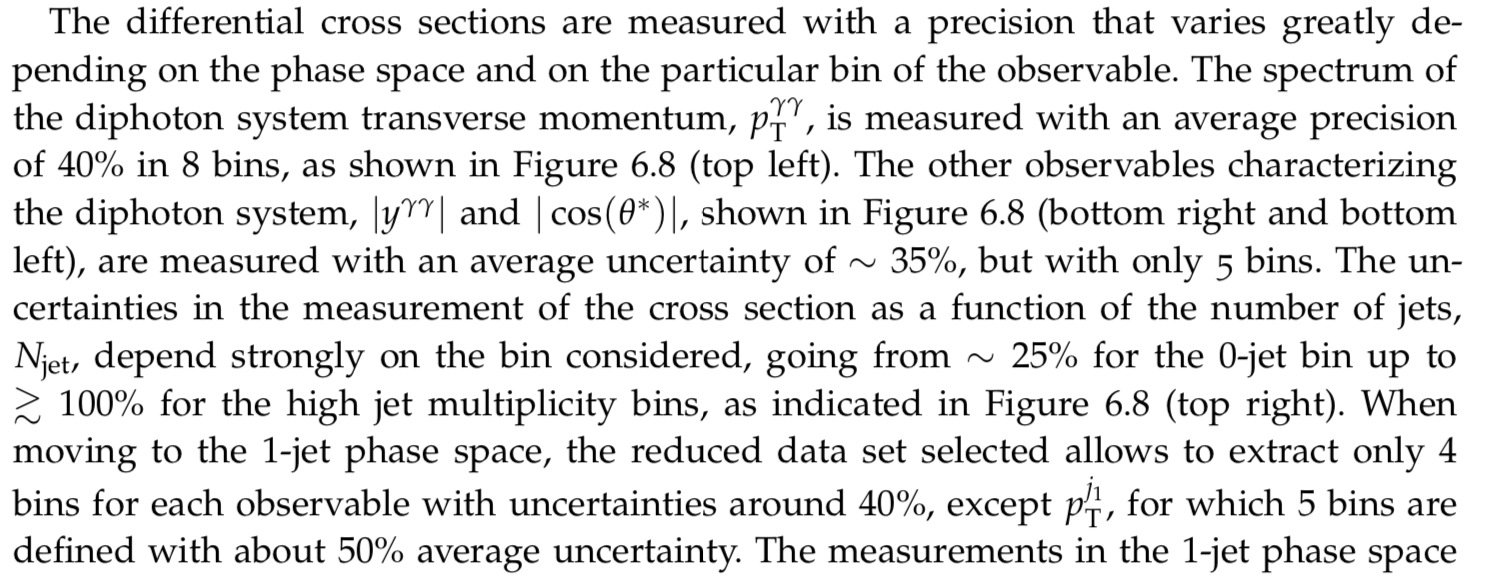 The differential cross sections are measured with a precision that varies greatly de-
pending on the phase space and on the particular bin of the observable. The spectrum of
the diphoton system transverse momentum, $p_{\mathrm{T}}^{\gamma\gamma}$, is measured with an average precision
of 40% in 8 bins, as shown in Figure 6.8 (top left). The other observables characterizing
the diphoton system, $|y^{\gamma\gamma}|$ and $|\cos(\theta^*)|$, shown in Figure 6.8 (bottom right and bottom
left), are measured with an average uncertainty of ∼ 35%, but with only 5 bins. The un-
certainties in the measurement of the cross section as a function of the number of jets,
$N_{\mathrm{jet}}$, depend strongly on the bin considered, going from ∼ 25% for the 0-jet bin up to
≳ 100% for the high jet multiplicity bins, as indicated in Figure 6.8 (top right). When
moving to the 1-jet phase space, the reduced data set selected allows to extract only 4
bins for each observable with uncertainties around 40%, except $p_{\mathrm{T}}^{j_1}$, for which 5 bins are
defined with about 50% average uncertainty. The measurements in the 1-jet phase space